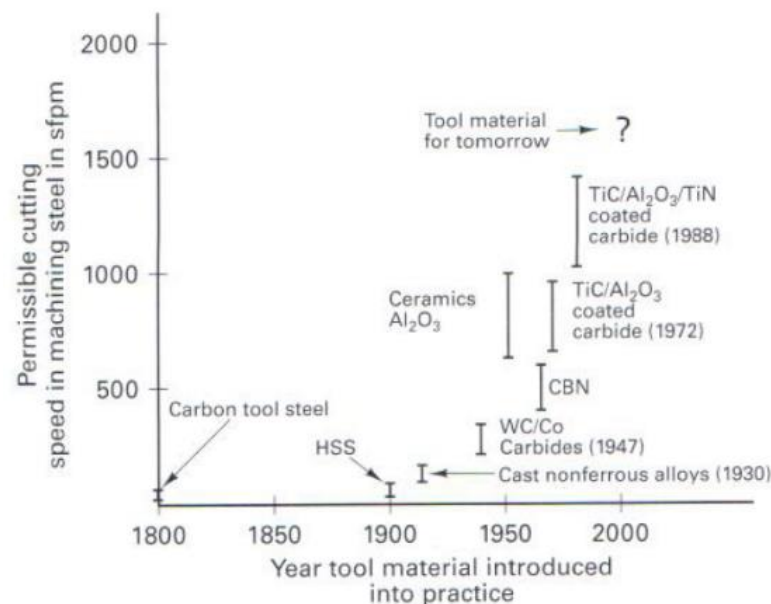 2000
1500
1000
500
Permissible cutting
speed in machining steel in sfpm
Tool material
for tomorrow
?
TiC/Al₂O₃/TiN
coated
carbide (1988)
Ceramics
Al₂O₃
TiC/Al₂O₃
coated
carbide (1972)
CBN
Carbon tool steel
WC/Co
Carbides (1947)
HSS
Cast nonferrous alloys (1930)
1800
1850
1900
1950
2000
Year tool material introduced
into practice